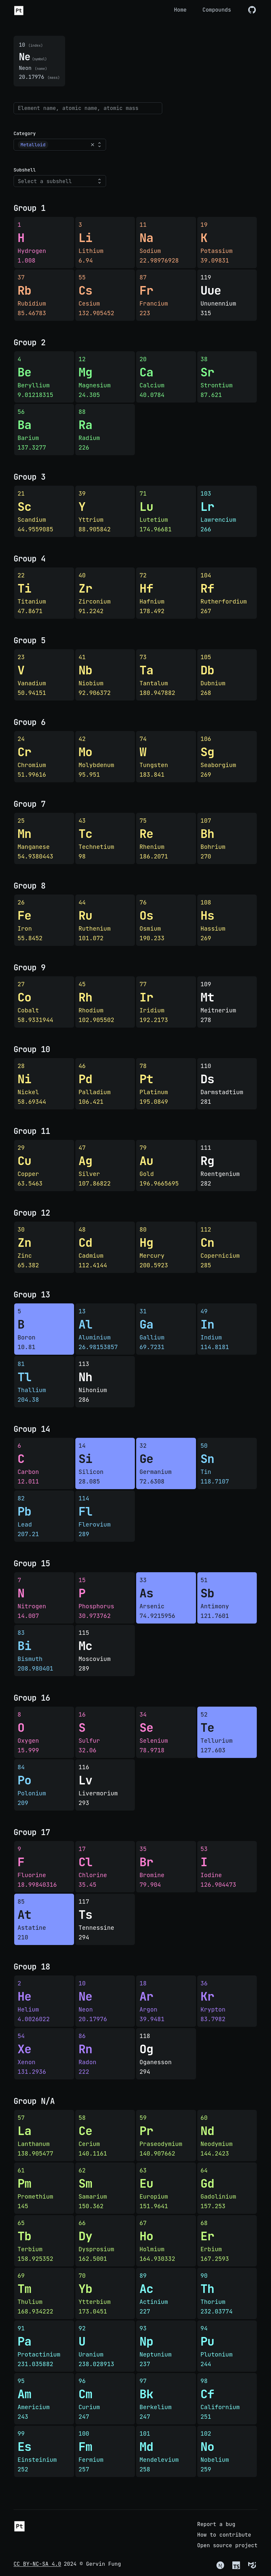 Pt
Home
Compounds
10 (index)
Ne (symbol)
Neon (name)
20.17976 (mass)
Element name, atomic name, atomic mass
Category
Metalloid
Subshell
Select a subshell
Group 1
1
H
Hydrogen
1.008
3
Li
Lithium
6.94
11
Na
Sodium
22.98976928
19
K
Potassium
39.09831
37
Rb
Rubidium
85.46783
55
Cs
Cesium
132.905452
87
Fr
Francium
223
119
Uue
Ununennium
315
Group 2
4
Be
Beryllium
9.01218315
12
Mg
Magnesium
24.305
20
Ca
Calcium
40.0784
38
Sr
Strontium
87.621
56
Ba
Barium
137.3277
88
Ra
Radium
226
Group 3
21
Sc
Scandium
44.9559085
39
Y
Yttrium
88.905842
71
Lu
Lutetium
174.96681
103
Lr
Lawrencium
266
Group 4
22
Ti
Titanium
47.8671
40
Zr
Zirconium
91.2242
72
Hf
Hafnium
178.492
104
Rf
Rutherfordium
267
Group 5
23
V
Vanadium
50.94151
41
Nb
Niobium
92.906372
73
Ta
Tantalum
180.947882
105
Db
Dubnium
268
Group 6
24
Cr
Chromium
51.99616
42
Mo
Molybdenum
95.951
74
W
Tungsten
183.841
106
Sg
Seaborgium
269
Group 7
25
Mn
Manganese
54.9380443
43
Tc
Technetium
98
75
Re
Rhenium
186.2071
107
Bh
Bohrium
270
Group 8
26
Fe
Iron
55.8452
44
Ru
Ruthenium
101.072
76
Os
Osmium
190.233
108
Hs
Hassium
269
Group 9
27
Co
Cobalt
58.9331944
45
Rh
Rhodium
102.905502
77
Ir
Iridium
192.2173
109
Mt
Meitnerium
278
Group 10
28
Ni
Nickel
58.69344
46
Pd
Palladium
106.421
78
Pt
Platinum
195.0849
110
Ds
Darmstadtium
281
Group 11
29
Cu
Copper
63.5463
47
Ag
Silver
107.86822
79
Au
Gold
196.9665695
111
Rg
Roentgenium
282
Group 12
30
Zn
Zinc
65.382
48
Cd
Cadmium
112.4144
80
Hg
Mercury
200.5923
112
Cn
Copernicium
285
Group 13
5
B
Boron
10.81
13
Al
Aluminium
26.98153857
31
Ga
Gallium
69.7231
49
In
Indium
114.8181
81
Tl
Thallium
204.38
113
Nh
Nihonium
286
Group 14
6
C
Carbon
12.011
14
Si
Silicon
28.085
32
Ge
Germanium
72.6308
50
Sn
Tin
118.7107
82
Pb
Lead
207.21
114
Fl
Flerovium
289
Group 15
7
N
Nitrogen
14.007
15
P
Phosphorus
30.973762
33
As
Arsenic
74.9215956
51
Sb
Antimony
121.7601
83
Bi
Bismuth
208.980401
115
Mc
Moscovium
289
Group 16
8
O
Oxygen
15.999
16
S
Sulfur
32.06
34
Se
Selenium
78.9718
52
Te
Tellurium
127.603
84
Po
Polonium
209
116
Lv
Livermorium
293
Group 17
9
F
Fluorine
18.99840316
17
Cl
Chlorine
35.45
35
Br
Bromine
79.904
53
I
Iodine
126.904473
85
At
Astatine
210
117
Ts
Tennessine
294
Group 18
2
He
Helium
4.0026022
10
Ne
Neon
20.17976
18
Ar
Argon
39.9481
36
Kr
Krypton
83.7982
54
Xe
Xenon
131.2936
86
Rn
Radon
222
118
Og
Oganesson
294
Group N/A
57
La
Lanthanum
138.905477
58
Ce
Cerium
140.1161
59
Pr
Praseodymium
140.907662
60
Nd
Neodymium
144.2423
61
Pm
Promethium
145
62
Sm
Samarium
150.362
63
Eu
Europium
151.9641
64
Gd
Gadolinium
157.253
65
Tb
Terbium
158.925352
66
Dy
Dysprosium
162.5001
67
Ho
Holmium
164.930332
68
Er
Erbium
167.2593
69
Tm
Thulium
168.934222
70
Yb
Ytterbium
173.0451
89
Ac
Actinium
227
90
Th
Thorium
232.03774
91
Pa
Protactinium
231.035882
92
U
Uranium
238.028913
93
Np
Neptunium
237
94
Pu
Plutonium
244
95
Am
Americium
243
96
Cm
Curium
247
97
Bk
Berkelium
247
98
Cf
Californium
251
99
Es
Einsteinium
252
100
Fm
Fermium
257
101
Md
Mendelevium
258
102
No
Nobelium
259
Pt
Report a bug
How to contribute
Open source project
CC BY-NC-SA 4.0 2024 © Gervin Fung